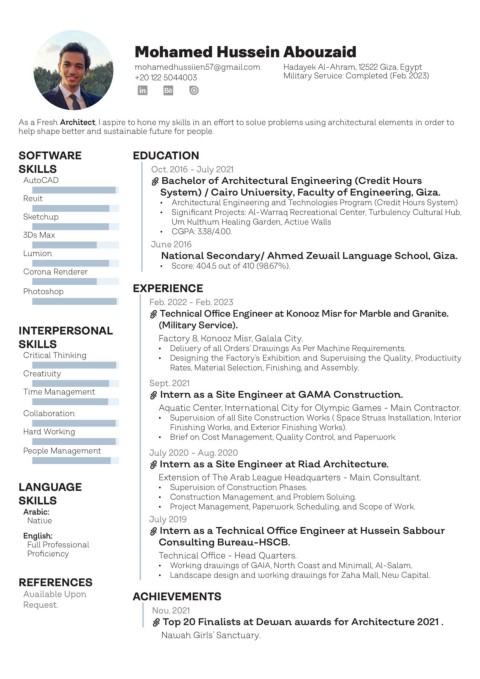 Mohamed Hussein Abouzaid
mohamedhussiien57@gmail.com
+20 122 5044003
Hadayek Al-Ahram, 12522 Giza, Egypt
Military Service: Completed (Feb. 2023)
in
Bē
As a Fresh Architect, I aspire to hone my skills in an effort to solve problems using architectural elements in order to
help shape better and sustainable future for people.
SOFTWARE
SKILLS
AutoCAD
Revit
Sketchup
3Ds Max
Lumion
Corona Renderer
Photoshop
INTERPERSONAL
SKILLS
Critical Thinking
Creativity
Time Management
Collaboration
Hard Working
People Management
LANGUAGE
SKILLS
Arabic:
Native
English:
Full Professional
Proficiency
REFERENCES
Available Upon
Request.
EDUCATION
Oct. 2016 - July 2021
Bachelor of Architectural Engineering (Credit Hours
System) / Cairo University, Faculty of Engineering, Giza.
• Architectural Engineering and Technologies Program (Credit Hours System)
• Significant Projects: Al-Warraq Recreational Center, Turbulency Cultural Hub,
Um Kulthum Healing Garden, Active Walls
• CGPA: 3.38/4.00.
June 2016
National Secondary/ Ahmed Zewail Language School, Giza.
• Score: 404.5 out of 410 (98.67%).
EXPERIENCE
Feb. 2022 - Feb. 2023
Technical Office Engineer at Konooz Misr for Marble and Granite.
(Military Service).
Factory 8, Konooz Misr, Galala City.
• Delivery of all Orders' Drawings As Per Machine Requirements.
• Designing the Factory's Exhibition and Supervising the Quality, Productivity
Rates, Material Selection, Finishing, and Assembly.
Sept. 2021
Intern as a Site Engineer at GAMA Construction.
Aquatic Center, International City for Olympic Games - Main Contractor.
• Supervision of all Site Construction Works ( Space Struss Installation, Interior
Finishing Works, and Exterior Finishing Works).
• Brief on Cost Management, Quality Control, and Paperwork.
July 2020 - Aug. 2020
Intern as a Site Engineer at Riad Architecture.
Extension of The Arab League Headquarters - Main Consultant.
• Supervision of Construction Phases.
• Construction Management, and Problem Solving.
• Project Management, Paperwork, Scheduling, and Scope of Work.
July 2019
Intern as a Technical Office Engineer at Hussein Sabbour
Consulting Bureau-HSCB.
Technical Office - Head Quarters.
• Working drawings of GAIA, North Coast and Minimall, Al-Salam.
• Landscape design and working drawings for Zaha Mall, New Capital.
ACHIEVEMENTS
Nov. 2021
Top 20 Finalists at Dewan awards for Architecture 2021 .
Nawah Girls' Sanctuary.